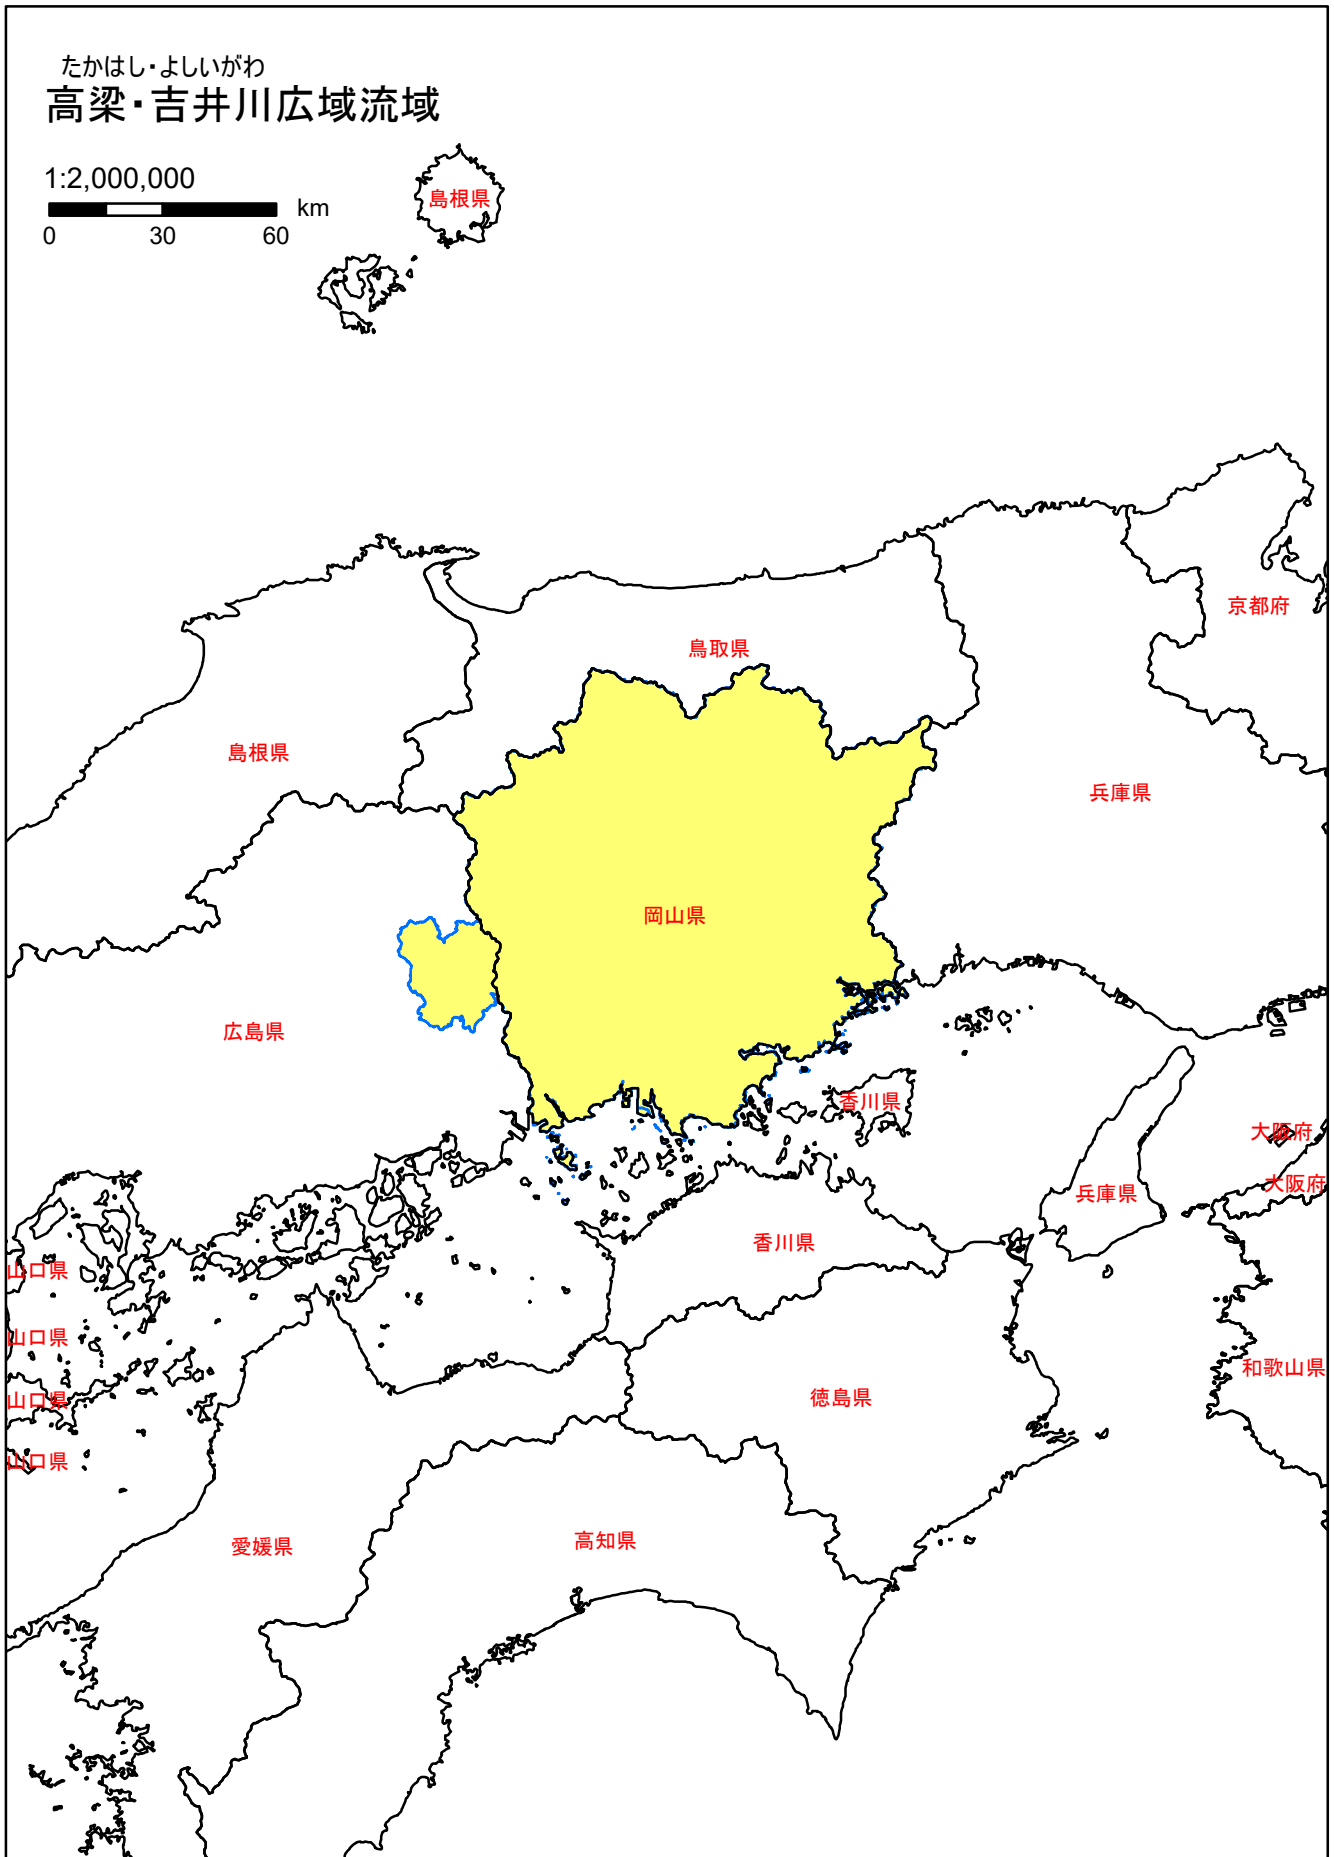 たかはし・よしいがわ
高梁・吉井川広域流域
1:2,000,000
km
0 30 60
島根県
京都府
鳥取県
島根県
兵庫県
岡山県
広島県
香川県
大阪府
大阪府
兵庫県
香川県
山口県
山口県
和歌山県
山口県
徳島県
山口県
高知県
愛媛県